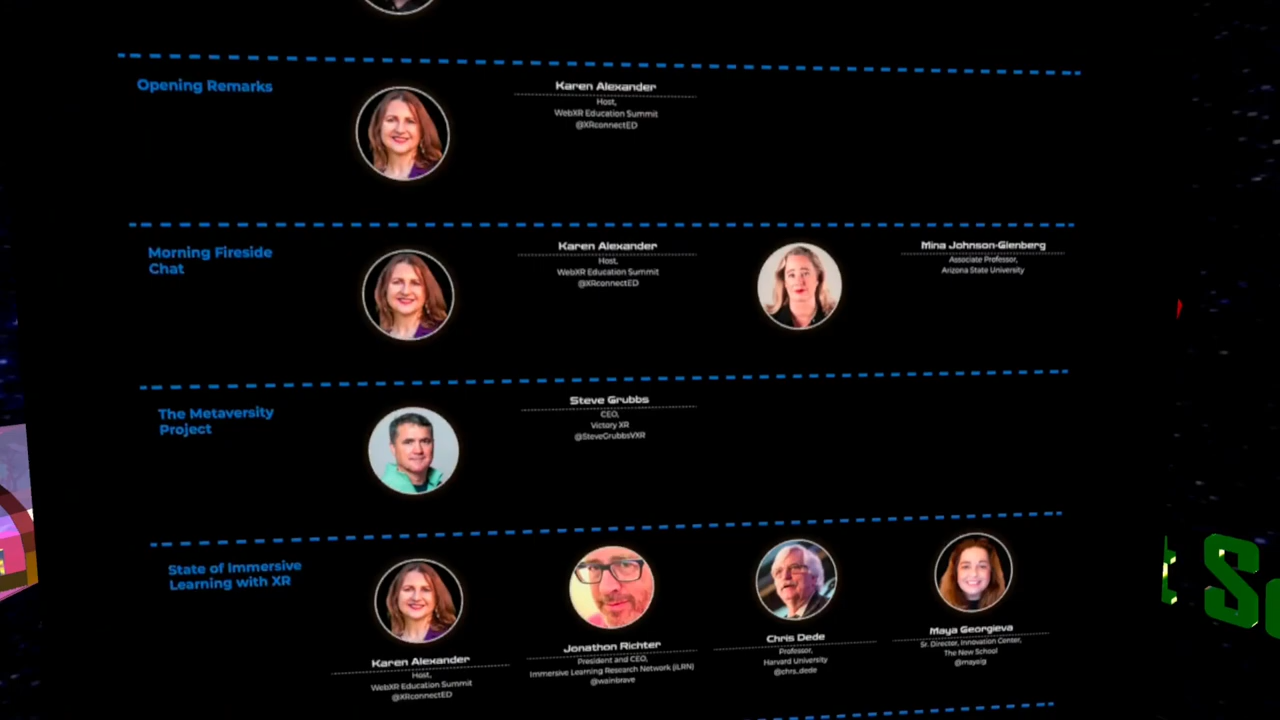 Opening Remarks
Karen Alexander
Host,
WebXR Education Summit
@XRconnectED
Morning Fireside
Chat
Karen Alexander
Host,
WebXR Education Summit
@XRconnectED
Mina Johnson-Glenberg
Associate Professor,
Arizona State University
The Metaversity
Project
Steve Grubbs
CEO,
Victory XR
@SteveGrubbsVXR
State of Immersive
Learning with XR
Karen Alexander
Host,
WebXR Education Summit
@XRconnectED
Jonathon Richter
President and CEO,
Immersive Learning Research Network (iLRN)
@wainbrave
Chris Dede
Professor,
Harvard University
@chrs_dede
Maya Georgieva
Sr. Director, Innovation Center,
The New School
@mayaig